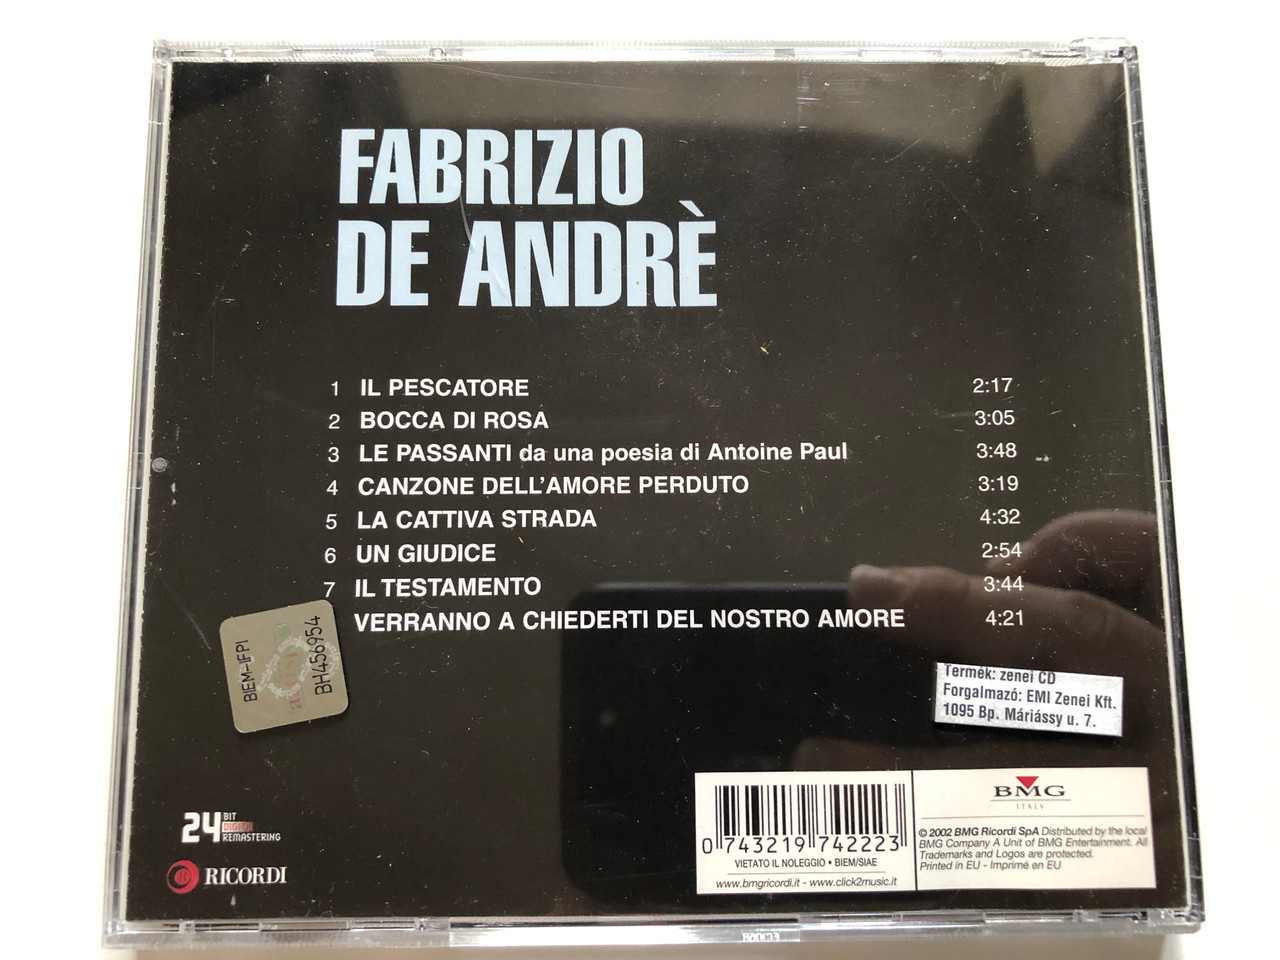 FABRIZIO
DE ANDRÈ
1 IL PESCATORE 2:17
2 BOCCA DI ROSA 3:05
3 LE PASSANTI da una poesia di Antoine Paul 3:48
4 CANZONE DELL'AMORE PERDUTO 3:19
5 LA CATTIVA STRADA 4:32
6 UN GIUDICE 2:54
7 IL TESTAMENTO 3:44
VERRANNO A CHIEDERTI DEL NOSTRO AMORE 4:21
BIEM-IFPI
BH456954
Termék: zenei CD
Forgalmazó: EMI Zenei Kft.
1095 Bp. Máriássy u. 7.
24 BIT
DIGITAL
REMASTERING
RICORDI
0 743219 742223
VIETATO IL NOLEGGIO • BIEM/SIAE
www.bmgricordi.it - www.click2music.it
BMG
ITALY
© 2002 BMG Ricordi SpA Distributed by the local
BMG Company A Unit of BMG Entertainment. All
Trademarks and Logos are protected.
Printed in EU - Imprimé en EU